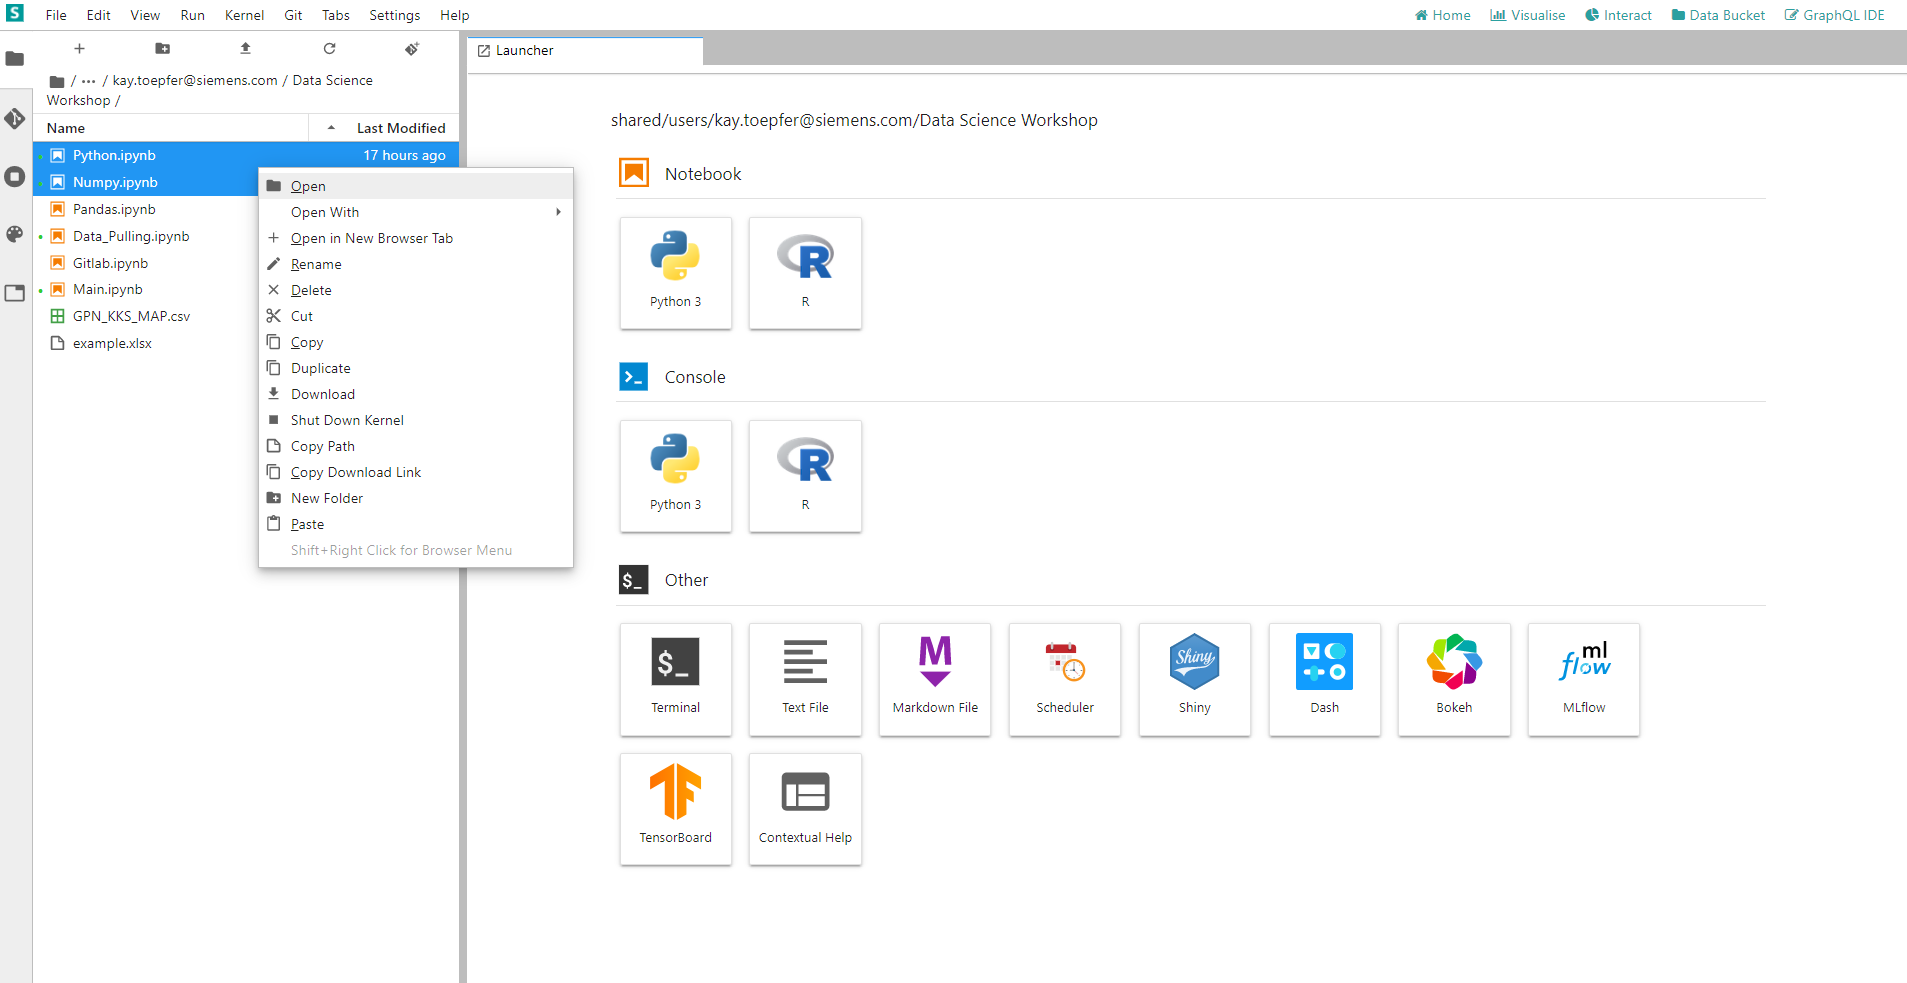 S File Edit View Run Kernel Git Tabs Settings Help Home Visualise Interact Data Bucket GraphQL IDE
Launcher
/ ··· / kay.toepfer@siemens.com / Data Science
Workshop /
Name Last Modified
Python.ipynb 17 hours ago
Numpy.ipynb
Pandas.ipynb
Data_Pulling.ipynb
Gitlab.ipynb
Main.ipynb
GPN_KKS_MAP.csv
example.xlsx
Open
Open With
Open in New Browser Tab
Rename
Delete
Cut
Copy
Duplicate
Download
Shut Down Kernel
Copy Path
Copy Download Link
New Folder
Paste
Shift+Right Click for Browser Menu
shared/users/kay.toepfer@siemens.com/Data Science Workshop
Notebook
Python 3 R
Console
Python 3 R
$_ Other
$_ M Shiny ml flow
Terminal Text File Markdown File Scheduler Shiny Dash Bokeh MLflow
TensorBoard Contextual Help